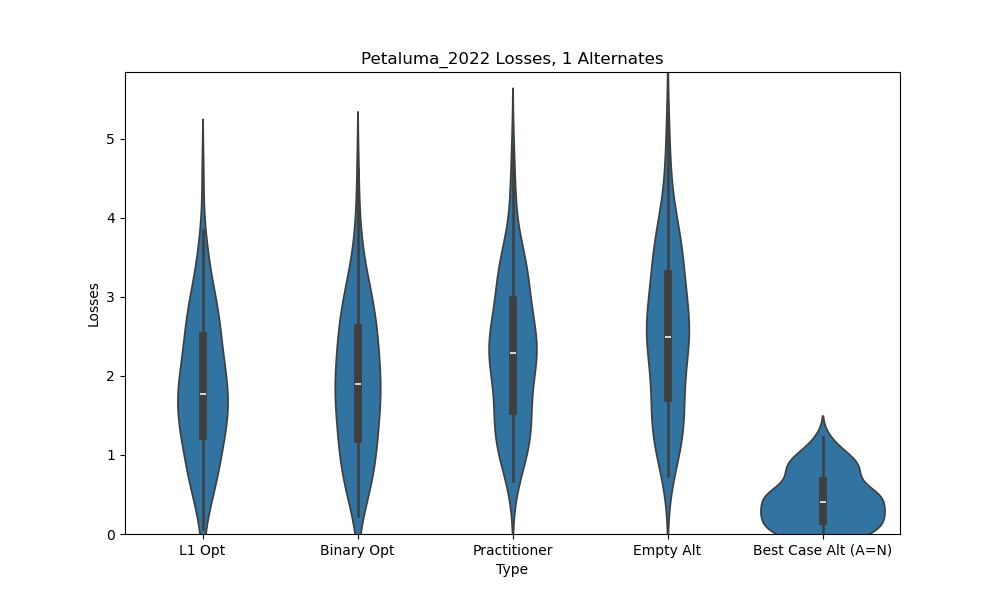 Petaluma_2022 Losses, 1 Alternates
Losses
5
4
3
2
1
0
L1 Opt
Binary Opt
Practitioner
Empty Alt
Best Case Alt (A=N)
Type